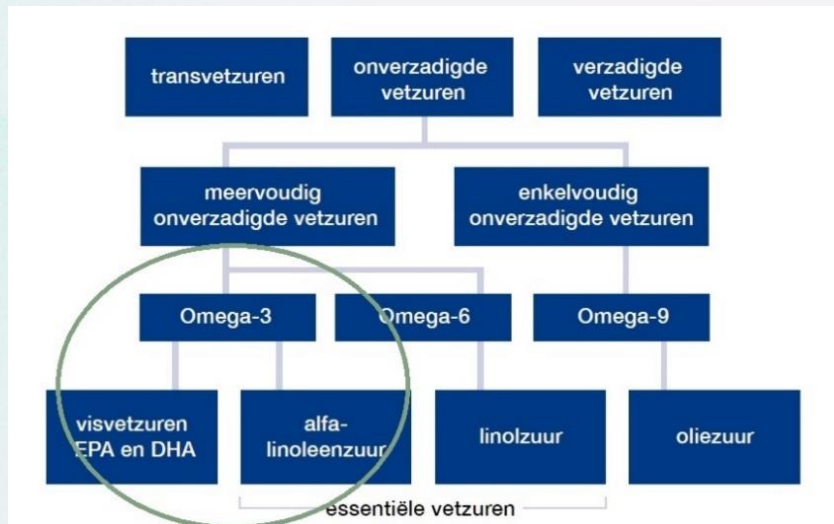 transvetzuren
onverzadigde
vetzuren
verzadigde
vetzuren
meervoudig
onverzadigde vetzuren
enkelvoudig
onverzadigde vetzuren
Omega-3
Omega-6
Omega-9
visvetzuren
EPA en DHA
alfa-
linoleenzuur
linolzuur
oliezuur
essentiële vetzuren